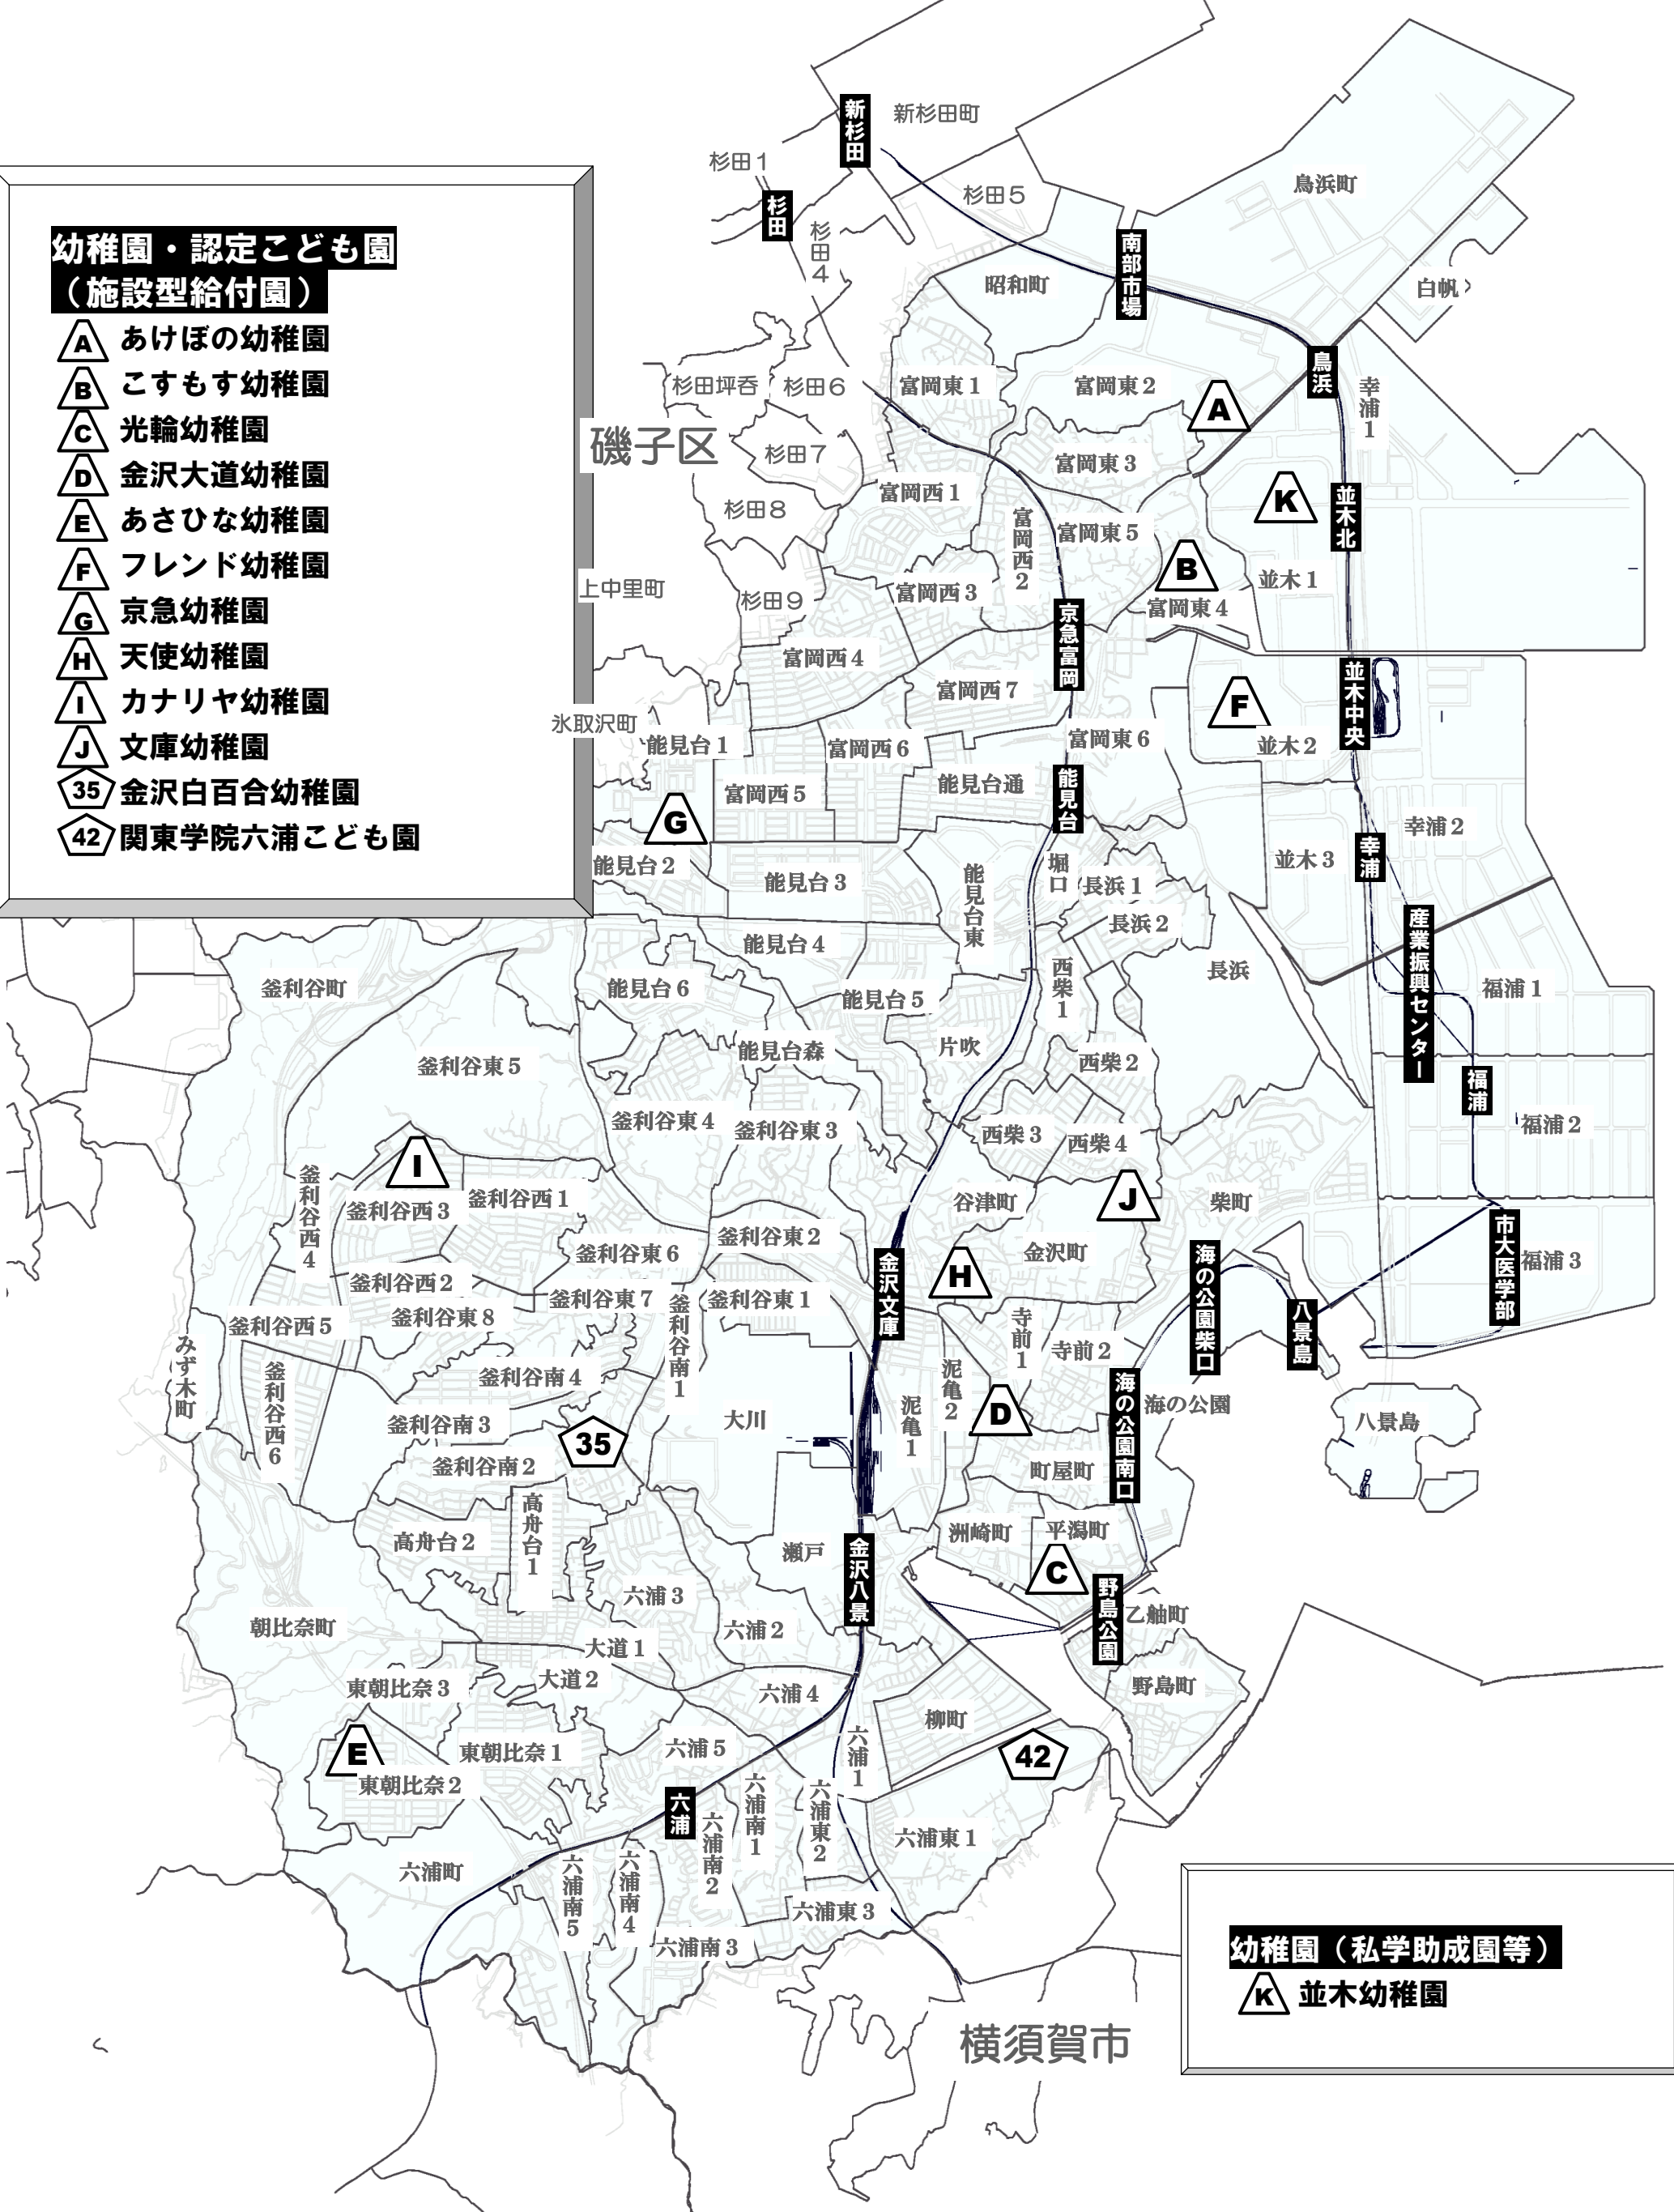 幼稚園・認定こども園
（施設型給付園）
A あけぼの幼稚園
B こすもす幼稚園
C 光輪幼稚園
D 金沢大道幼稚園
E あさひな幼稚園
F フレンド幼稚園
G 京急幼稚園
H 天使幼稚園
I カナリヤ幼稚園
J 文庫幼稚園
35 金沢白百合幼稚園
42 関東学院六浦こども園
新杉田
新杉田町
杉田１
杉田
杉田４
杉田５
鳥浜町
南部市場
昭和町
白帆
鳥浜
杉田坪呑
杉田６
富岡東１
富岡東２
A
幸浦１
磯子区
杉田７
富岡東３
富岡西１
K
並木北
杉田８
富岡西２
富岡東５
B
上中里町
杉田９
富岡西３
並木１
富岡東４
京急富岡
富岡西４
富岡西７
F
並木中央
氷取沢町
能見台１
富岡西６
富岡東６
並木２
能見台通
能見台
富岡西５
G
幸浦２
幸浦
並木３
能見台２
能見台３
能見台東
堀口
長浜１
長浜２
産業振興センター
能見台４
長浜
釜利谷町
能見台６
能見台５
西柴１
福浦１
釜利谷東５
能見台森
片吹
西柴２
福浦
釜利谷東４
釜利谷東３
西柴３
西柴４
福浦２
I
釜利谷西４
釜利谷西３
釜利谷西１
谷津町
J
柴町
釜利谷東２
釜利谷東６
金沢町
H
金沢文庫
海の公園柴口
市大医学部
福浦３
釜利谷西２
釜利谷東７
釜利谷東１
釜利谷東８
釜利谷西５
釜利谷南１
寺前１
寺前２
八景島
みず木町
釜利谷西６
釜利谷南４
泥亀２
泥亀１
D
海の公園南口
海の公園
大川
八景島
釜利谷南３
35
釜利谷南２
町屋町
高舟台２
高舟台１
瀬戸
金沢八景
洲崎町
平潟町
C
野島公園
乙舳町
六浦３
朝比奈町
六浦２
大道１
大道２
東朝比奈３
六浦４
野島町
柳町
E
東朝比奈１
六浦５
六浦１
42
東朝比奈２
六浦
六浦南１
六浦東２
六浦東１
六浦南２
六浦町
六浦南５
六浦南４
六浦東３
六浦南３
横須賀市
幼稚園（私学助成園等）
K 並木幼稚園